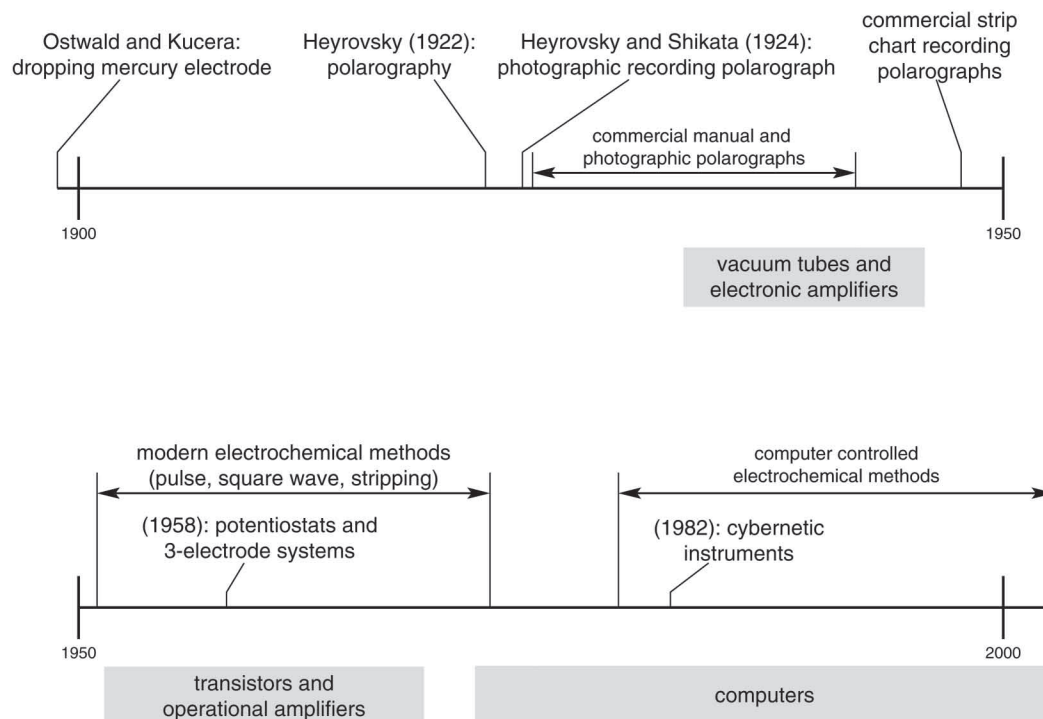 Ostwald and Kucera:
dropping mercury electrode
Heyrovsky (1922):
polarography
Heyrovsky and Shikata (1924):
photographic recording polarograph
commercial strip
chart recording
polarographs
commercial manual and
photographic polarographs
1900
1950
vacuum tubes and
electronic amplifiers
modern electrochemical methods
(pulse, square wave, stripping)
computer controlled
electrochemical methods
(1958): potentiostats and
3-electrode systems
(1982): cybernetic
instruments
1950
2000
transistors and
operational amplifiers
computers